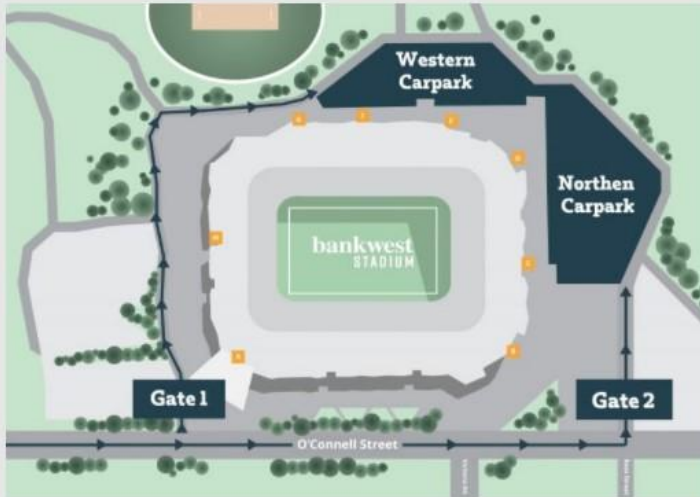 Western
Carpark
Northen
Carpark
bankwest
STADIUM
Gate 1
Gate 2
O'Connell Street